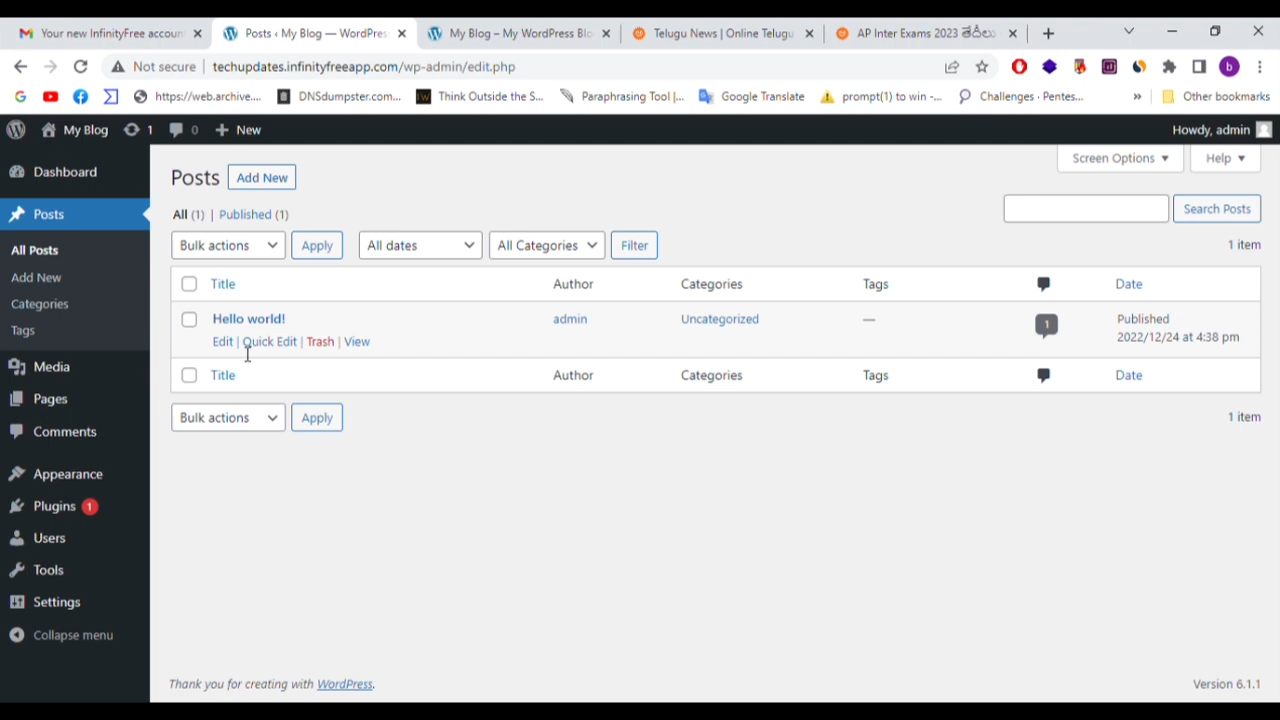 Your new InfinityFree accoun
Posts ‹ My Blog — WordPres
My Blog – My WordPress Blo
Telugu News | Online Telugu
AP Inter Exams 2023 తేదీలు
Not secure | techupdates.infinityfreeapp.com/wp-admin/edit.php
https://web.archive....
DNSdumpster.com...
Think Outside the S...
Paraphrasing Tool |...
Google Translate
prompt(1) to win -...
Challenges · Pentes...
»
Other bookmarks
My Blog 1 0 + New
Howdy, admin
Dashboard
Posts
All Posts
Add New
Categories
Tags
Media
Pages
Comments
Appearance
Plugins 1
Users
Tools
Settings
Collapse menu
Screen Options
Help
Posts Add New
All (1) | Published (1)
Search Posts
Bulk actions Apply All dates All Categories Filter
1 item
Title Author Categories Tags Date
Hello world! admin Uncategorized — 1 Published
Edit | Quick Edit | Trash | View 2022/12/24 at 4:38 pm
Title Author Categories Tags Date
Bulk actions Apply
1 item
Thank you for creating with WordPress.
Version 6.1.1